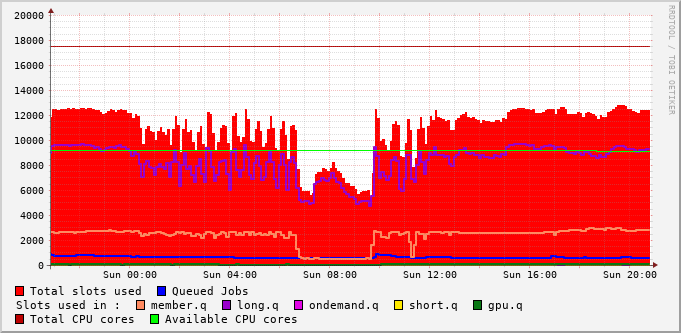 20000
18000
16000
14000
12000
10000
8000
6000
4000
2000
0
Sun 00:00 Sun 04:00 Sun 08:00 Sun 12:00 Sun 16:00 Sun 20:00
Total slots used Queued Jobs
Slots used in : member.q long.q ondemand.q short.q gpu.q
Total CPU cores Available CPU cores
RRDTOOL / TOBI OETIKER